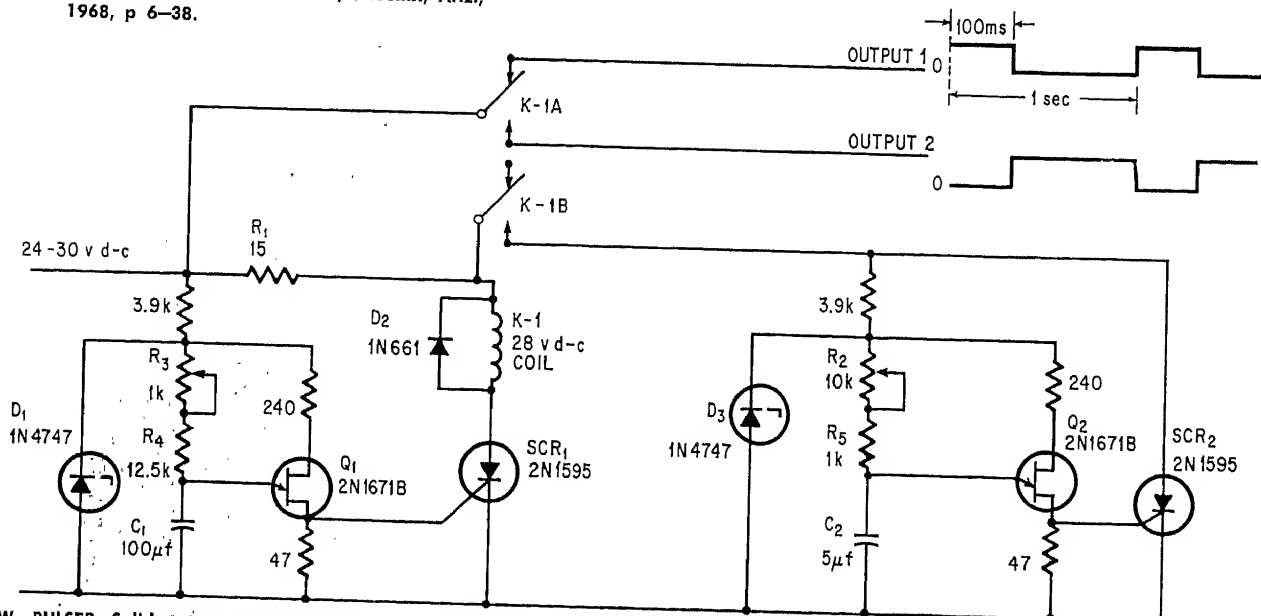 1968, p 6–38.
100ms
OUTPUT 1
0
K-1A
1 sec
OUTPUT 2
0
K-1B
24-30 v d-c
R₁
15
3.9k
3.9k
D₂
1N661
K-1
28 v d-c
COIL
R₃
1k
240
R₂
10k
240
D₁
1N4747
R₄
12.5k
Q₁
2N1671B
SCR₁
2N1595
D₃
1N4747
R₅
1k
Q₂
2N1671B
SCR₂
2N1595
C₁
100µf
47
C₂
5µf
47